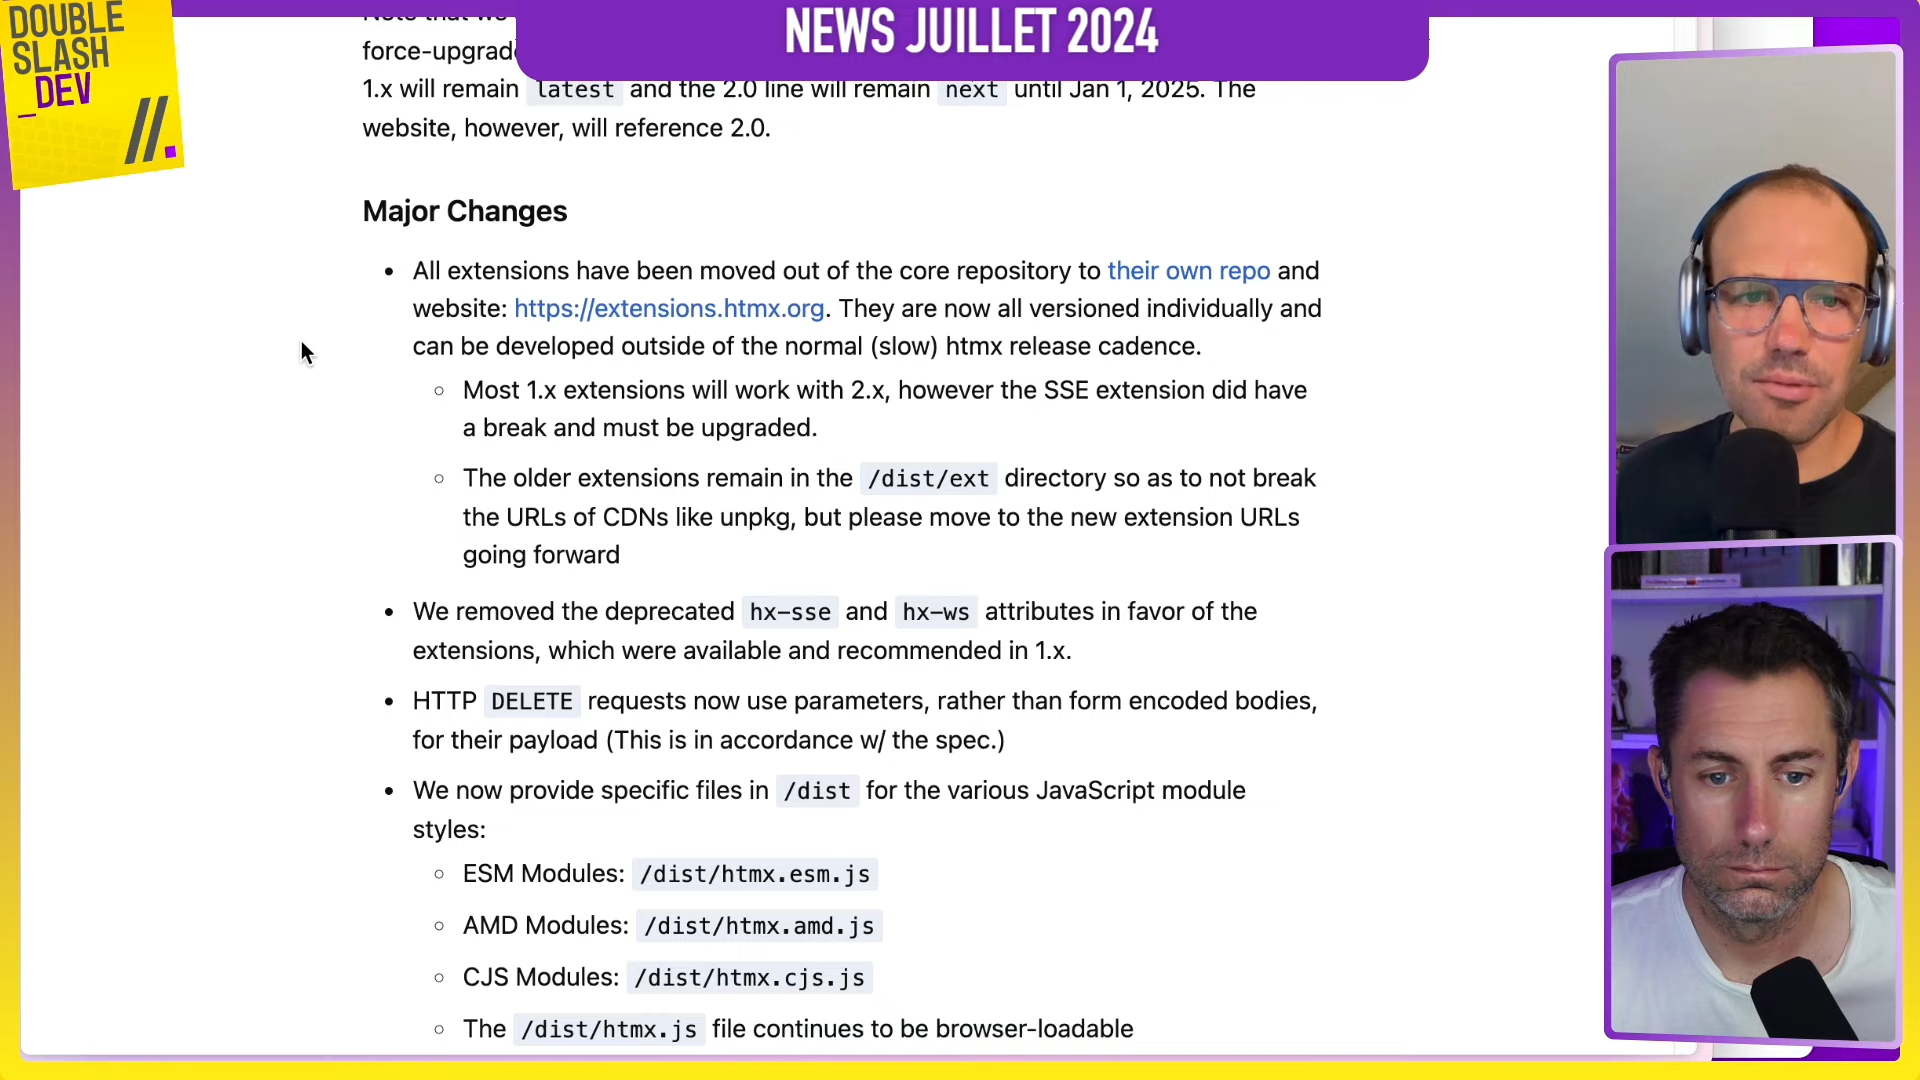 DOUBLE
SLASH
_DEV
//.
NEWS JUILLET 2024
Note that we
force-upgrad
1.x will remain latest and the 2.0 line will remain next until Jan 1, 2025. The
website, however, will reference 2.0.
Major Changes
• All extensions have been moved out of the core repository to their own repo and
website: https://extensions.htmx.org. They are now all versioned individually and
can be developed outside of the normal (slow) htmx release cadence.
◦ Most 1.x extensions will work with 2.x, however the SSE extension did have
a break and must be upgraded.
◦ The older extensions remain in the /dist/ext directory so as to not break
the URLs of CDNs like unpkg, but please move to the new extension URLs
going forward
• We removed the deprecated hx-sse and hx-ws attributes in favor of the
extensions, which were available and recommended in 1.x.
• HTTP DELETE requests now use parameters, rather than form encoded bodies,
for their payload (This is in accordance w/ the spec.)
• We now provide specific files in /dist for the various JavaScript module
styles:
◦ ESM Modules: /dist/htmx.esm.js
◦ AMD Modules: /dist/htmx.amd.js
◦ CJS Modules: /dist/htmx.cjs.js
◦ The /dist/htmx.js file continues to be browser-loadable